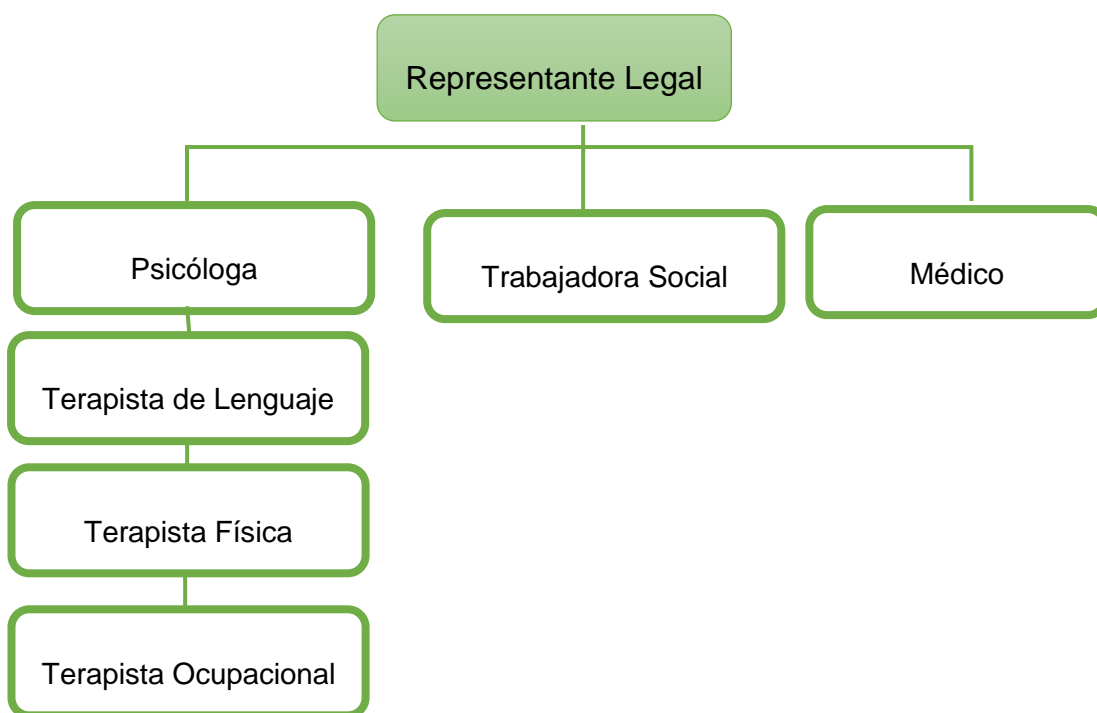 Representante Legal
Psicóloga
Trabajadora Social
Médico
Terapista de Lenguaje
Terapista Física
Terapista Ocupacional